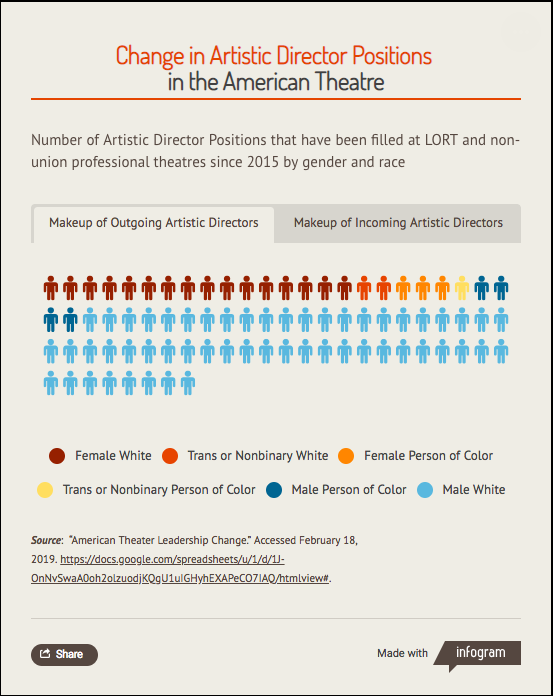 Change in Artistic Director Positions
in the American Theatre
Number of Artistic Director Positions that have been filled at LORT and non-
union professional theatres since 2015 by gender and race
Makeup of Outgoing Artistic Directors
Makeup of Incoming Artistic Directors
Female White
Trans or Nonbinary White
Female Person of Color
Trans or Nonbinary Person of Color
Male Person of Color
Male White
Source: "American Theater Leadership Change." Accessed February 18,
2019. https://docs.google.com/spreadsheets/u/1/d/1J-
OnNvSwaA0oh2olzuodjKQgU1uIGHyhEXAPeCO7IAQ/htmlview#.
Share
Made with
infogram